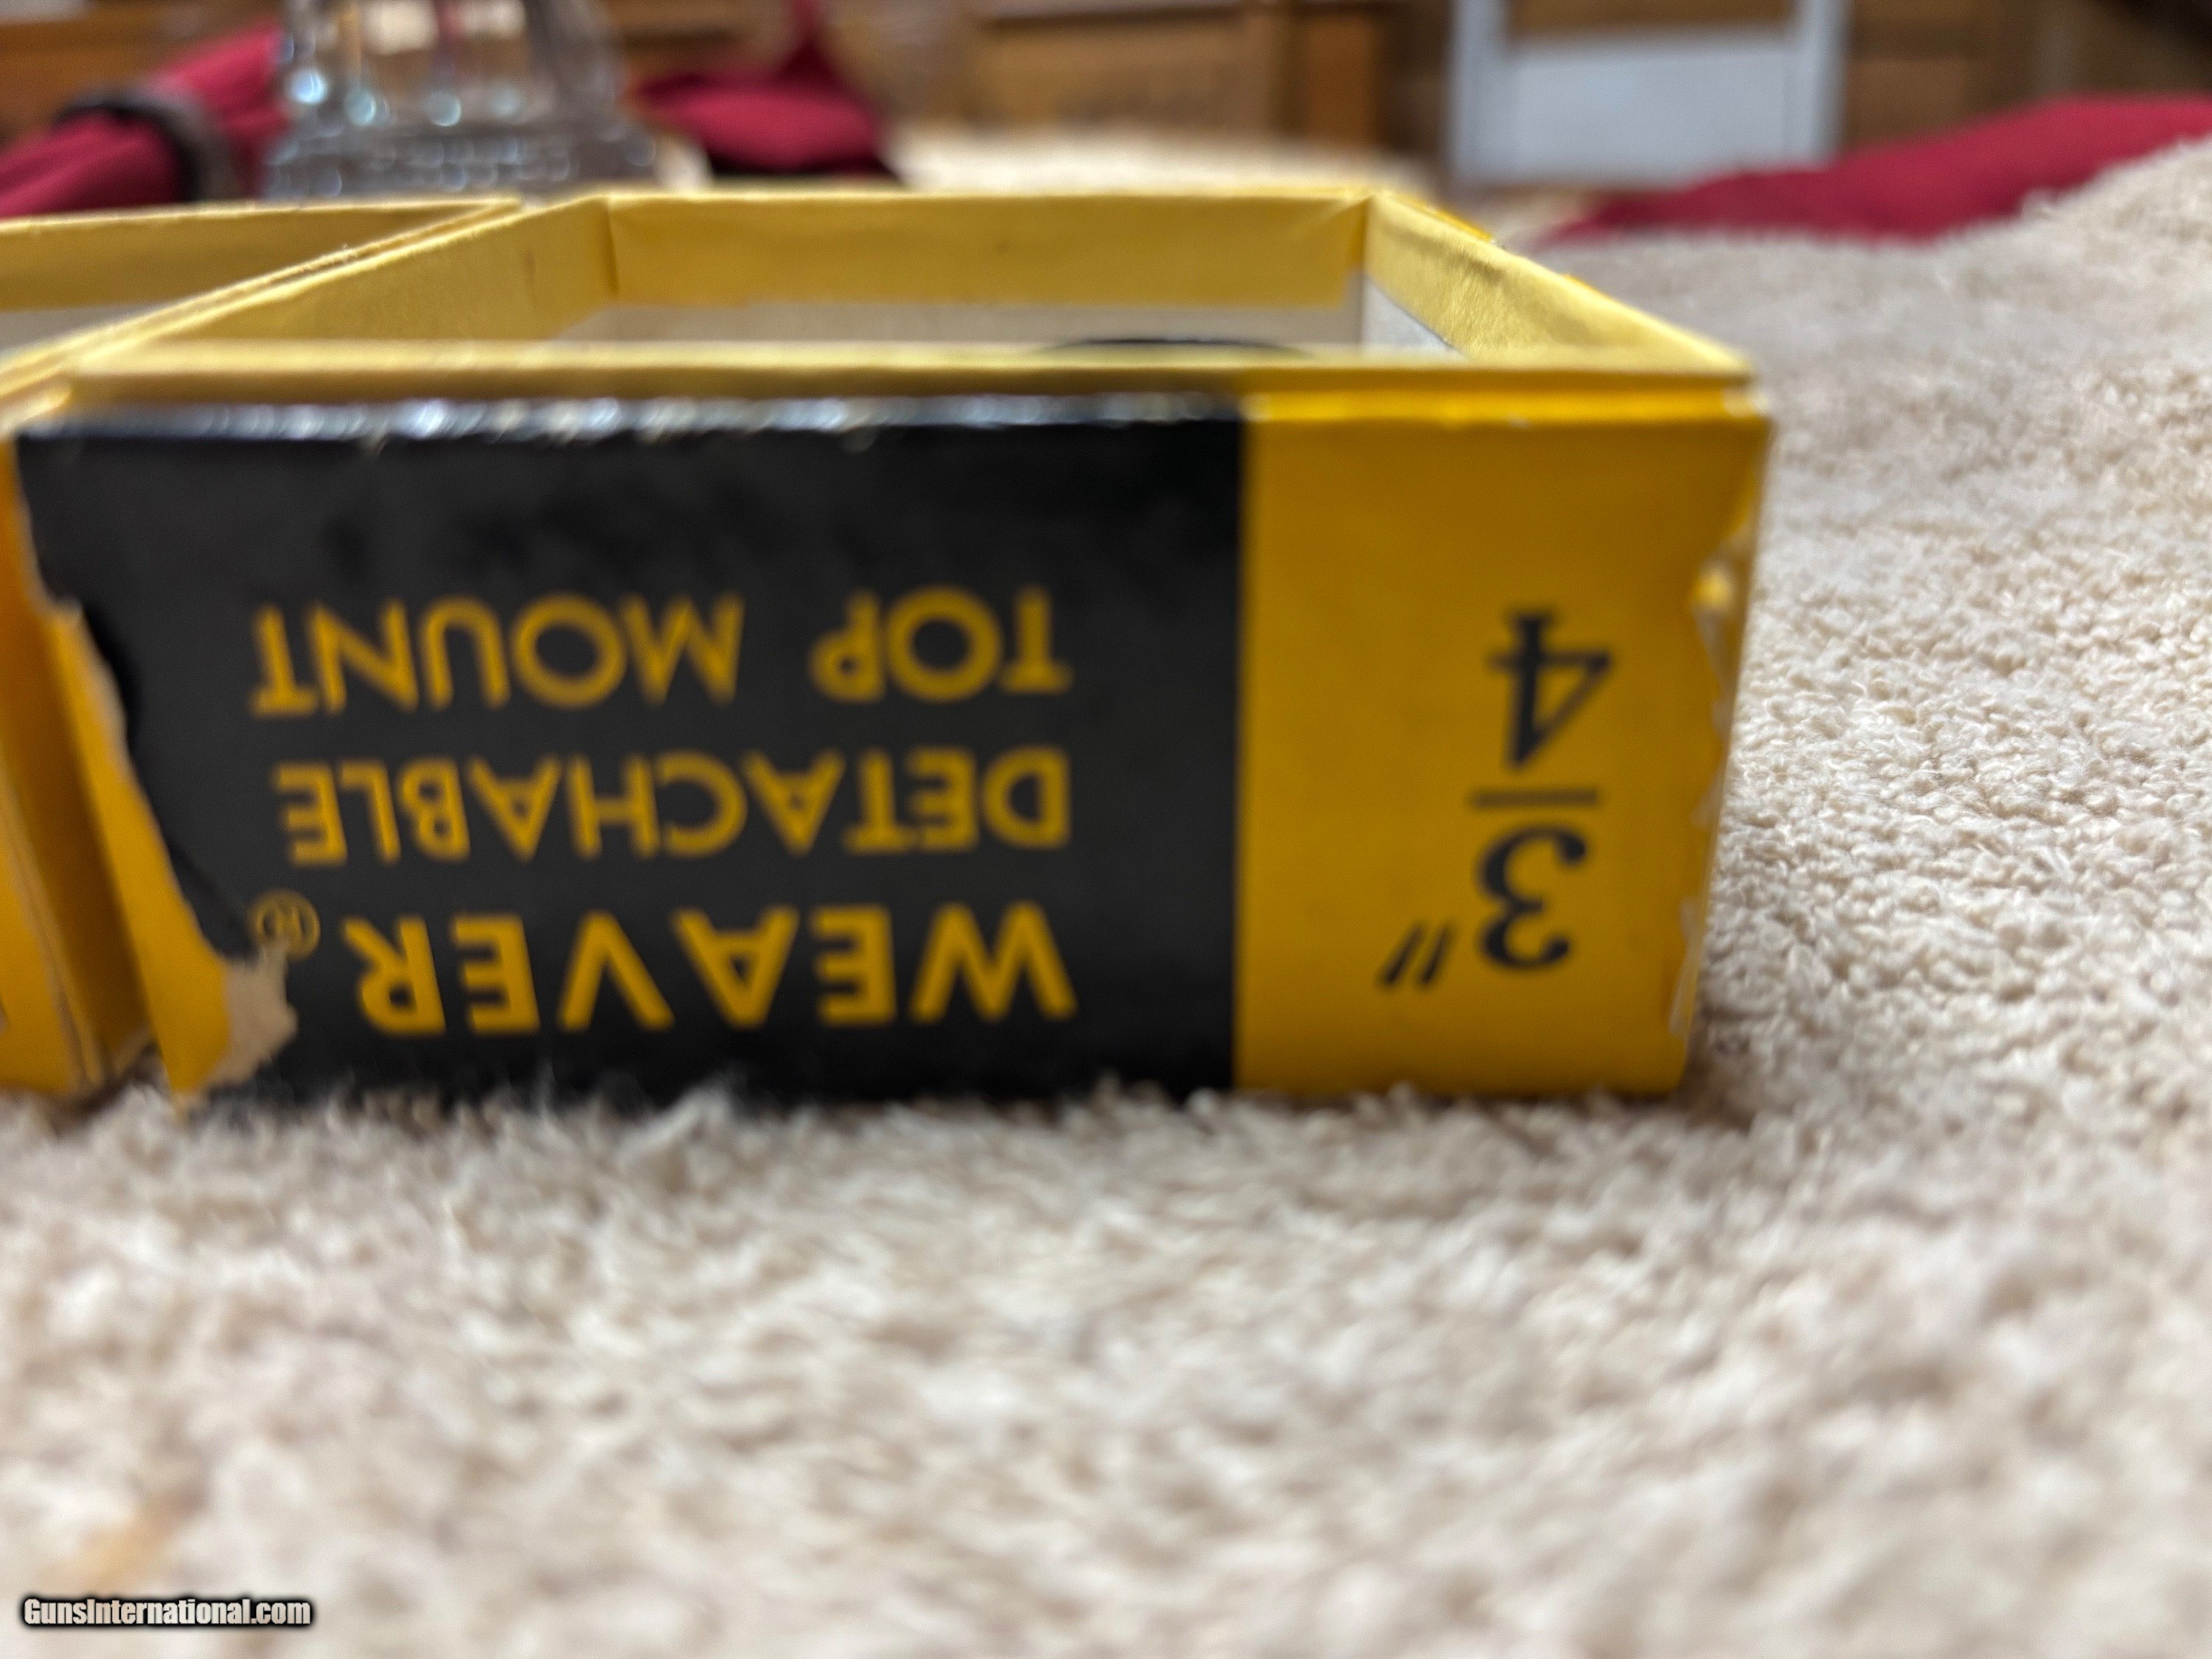 WEAVER®
DETACHABLE
TOP MOUNT
3/4"
GunsInternational.com